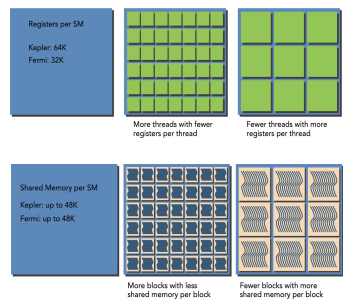 Registers per SM
Kepler: 64K
Fermi: 32K
More threads with fewer
registers per thread
Fewer threads with more
registers per thread
Shared Memory per SM
Kepler: up to 48K
Fermi: up to 48K
More blocks with less
shared memory per block
Fewer blocks with more
shared memory per block